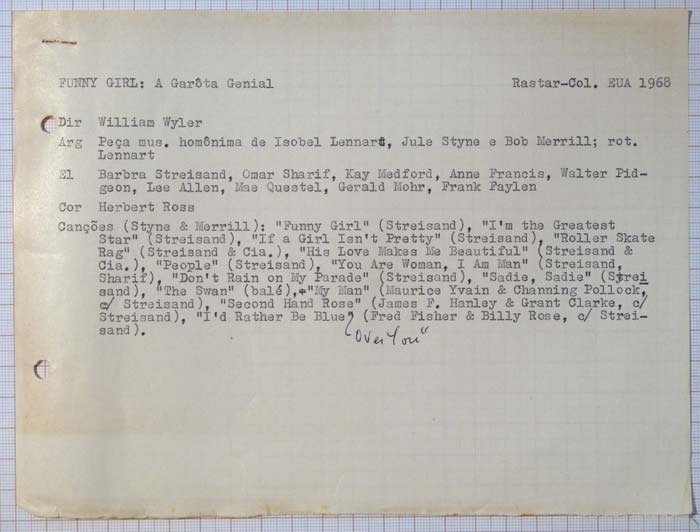 FUNNY GIRL: A Garôta Genial Rastar-Col. EUA 1968
Dir William Wyler
Arg Peça mus. homônima de Isobel Lennart, Jule Styne e Bob Merrill; rot.
Lennart
El Barbra Streisand, Omar Sharif, Kay Medford, Anne Francis, Walter Pid-
geon, Lee Allen, Mae Questel, Gerald Mohr, Frank Faylen
Cor Herbert Ross
Canções (Styne & Merrill): "Funny Girl" (Streisand), "I'm the Greatest
Star" (Streisand), "If a Girl Isn't Pretty" (Streisand), "Roller Skate
Rag" (Streisand & Cia.), "His Love Makes Me Beautiful" (Streisand &
Cia.), "People" (Streisand), "You Are Woman, I Am Man" (Streisand,
Sharif), "Don't Rain on My Parade" (Streisand), "Sadie, Sadie" (Strei
sand), "The Swan" (balé),+"My Man" (Maurice Yvain & Channing Pollock,
c/ Streisand), "Second Hand Rose" (James F. Hanley & Grant Clarke, c/
Streisand), "I'd Rather Be Blue" (Fred Fisher & Billy Rose, c/ Strei-
sand).
Over You"